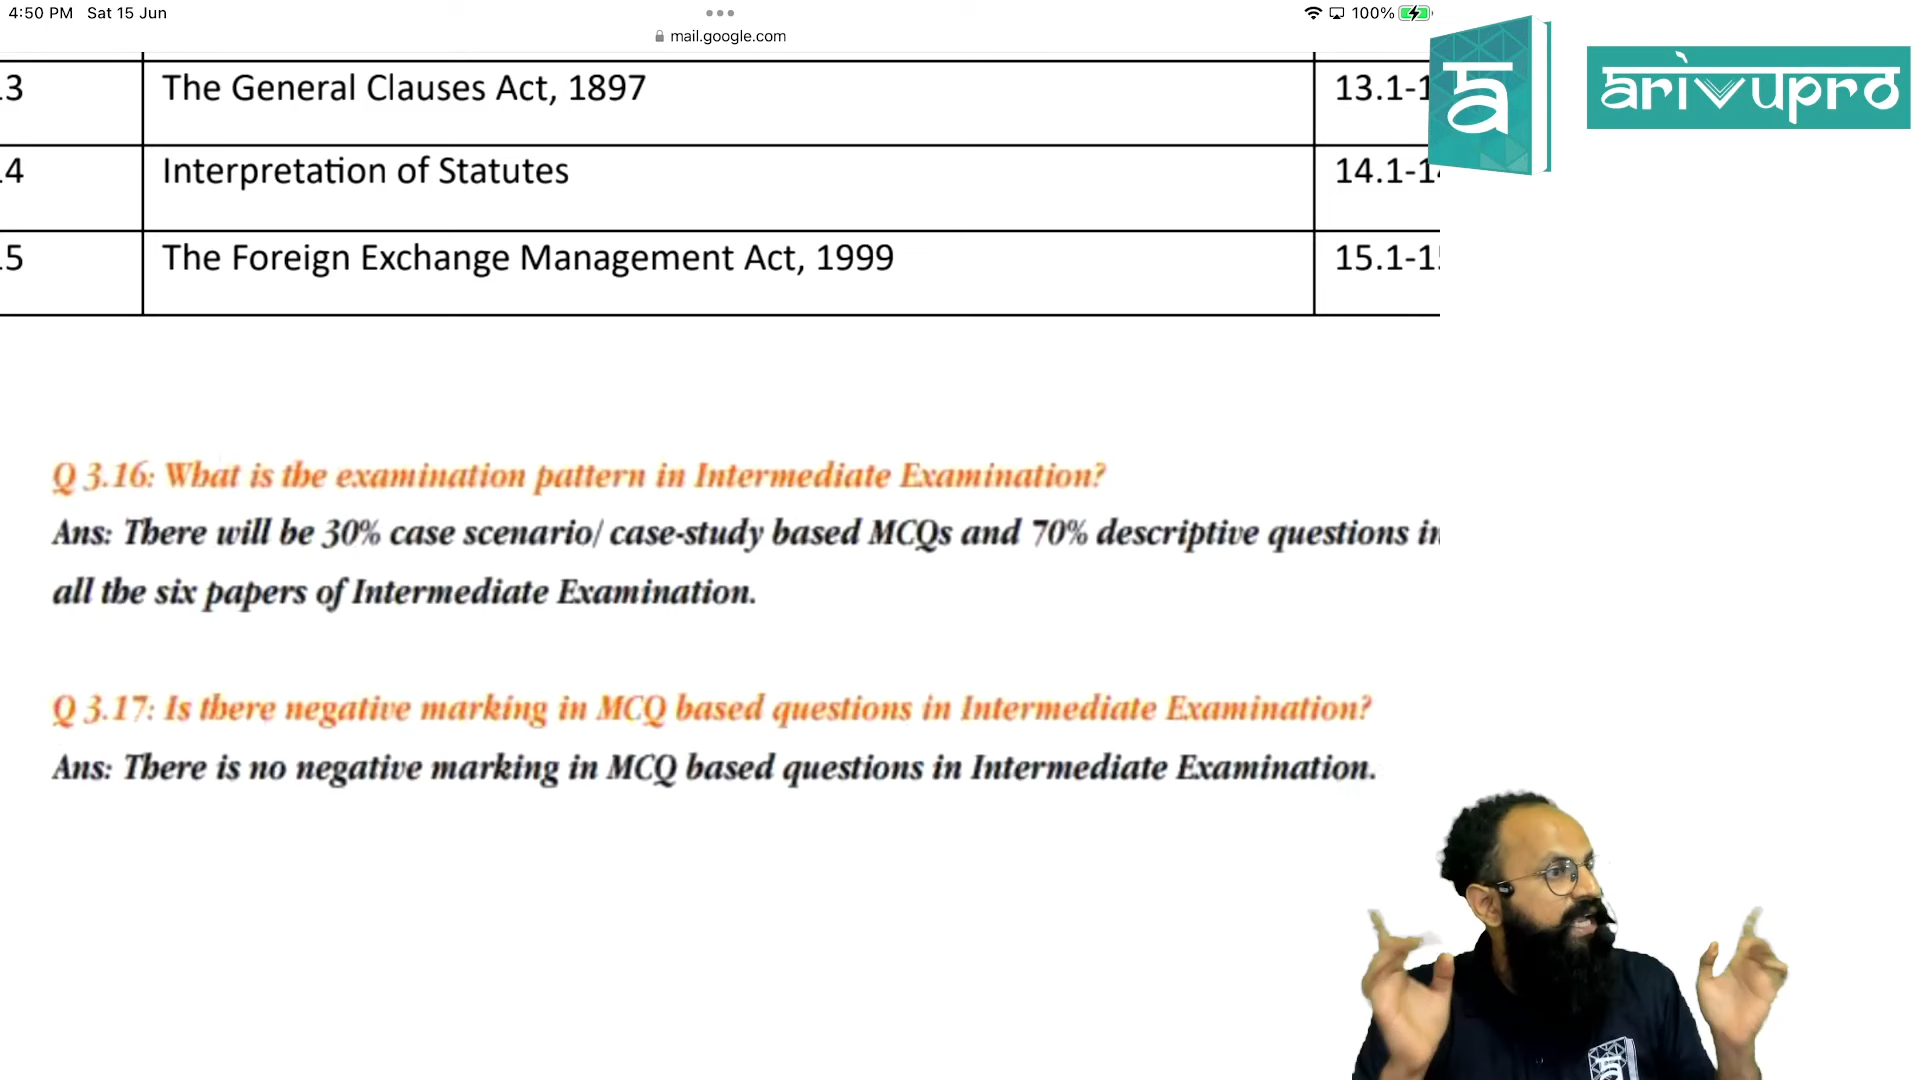 4:50 PM Sat 15 Jun
100%
mail.google.com
.3 The General Clauses Act, 1897 13.1-1
.4 Interpretation of Statutes 14.1-1
.5 The Foreign Exchange Management Act, 1999 15.1-1
ā
arivupro
Q 3.16: What is the examination pattern in Intermediate Examination?
Ans: There will be 30% case scenario/ case-study based MCQs and 70% descriptive questions in
all the six papers of Intermediate Examination.
Q 3.17: Is there negative marking in MCQ based questions in Intermediate Examination?
Ans: There is no negative marking in MCQ based questions in Intermediate Examination.
ā